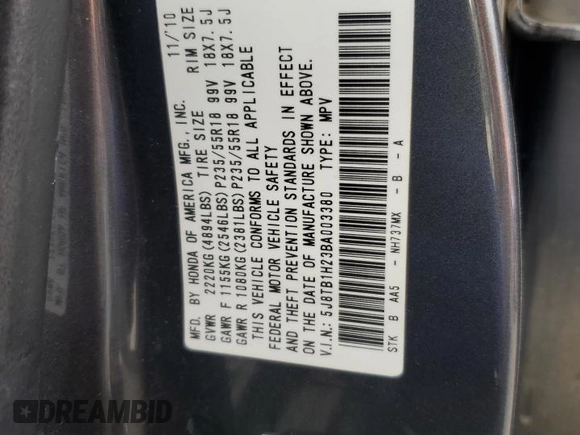 MFD. BY HONDA OF AMERICA MFG., INC. 11/'10
GVWR 2220KG(4894LBS) TIRE SIZE RIM SIZE
GAWR F 1155KG(2546LBS) P235/55R18 99V 18X7.5J
GAWR R 1080KG(2381LBS) P235/55R18 99V 18X7.5J
THIS VEHICLE CONFORMS TO ALL APPLICABLE
FEDERAL MOTOR VEHICLE SAFETY
AND THEFT PREVENTION STANDARDS IN EFFECT
ON THE DATE OF MANUFACTURE SHOWN ABOVE.
V.I.N.: 5J8TB1H23BA003380 TYPE: MPV
STK B AA5 - NH737MX - B - A
DREAMBID